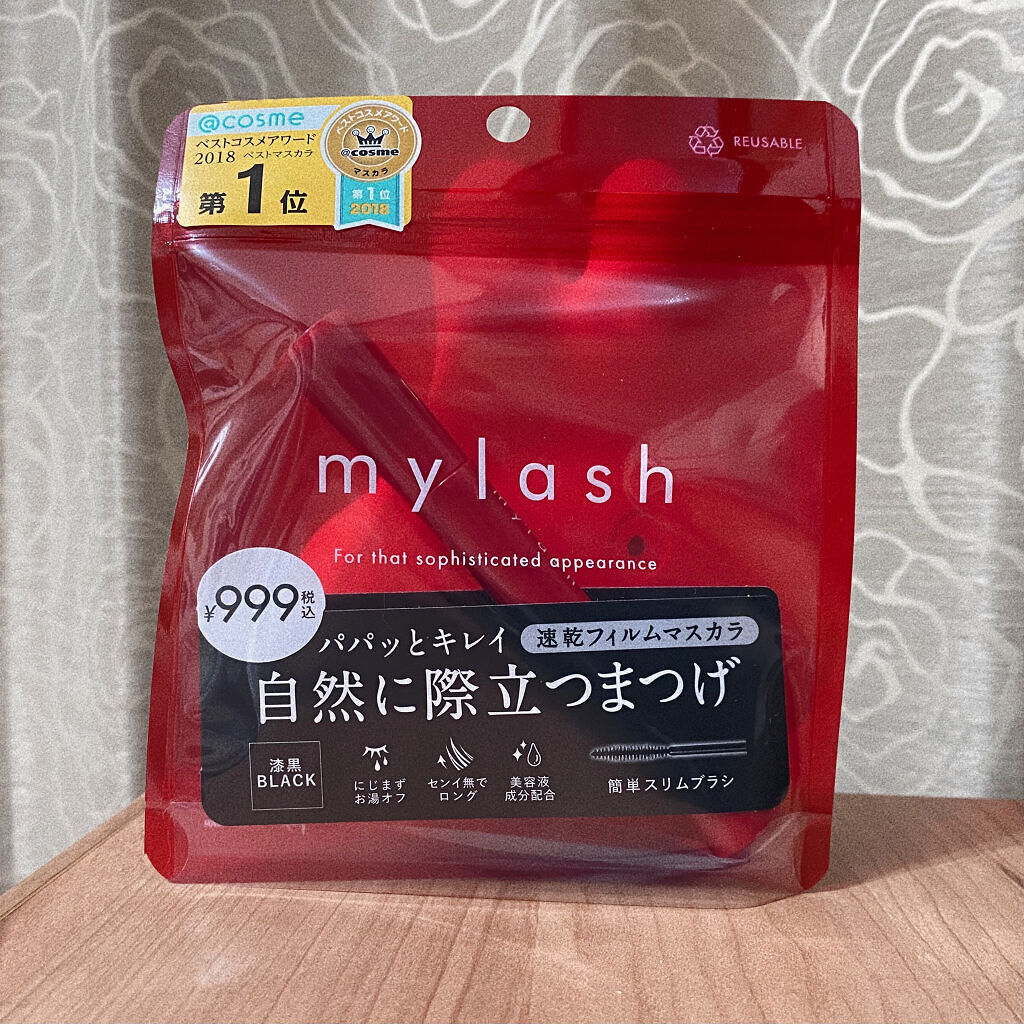 @cosme
ベストコスメアワード
2018 ベストマスカラ
第1位
ベストコスメアワード
@cosme
マスカラ
第1位
2018
REUSABLE
mylash
For that sophisticated appearance
¥999税込
パパッとキレイ 速乾フィルムマスカラ
自然に際立つまつげ
漆黒
BLACK
にじまず
お湯オフ
センイ無で
ロング
美容液
成分配合
簡単スリムブラシ